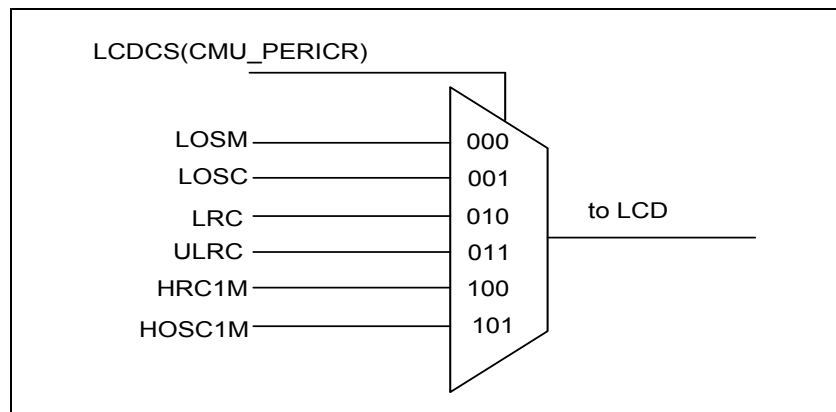 LCDCS(CMU_PERICR)
LOSM 000
LOSC 001
LRC 010 to LCD
ULRC 011
HRC1M 100
HOSC1M 101